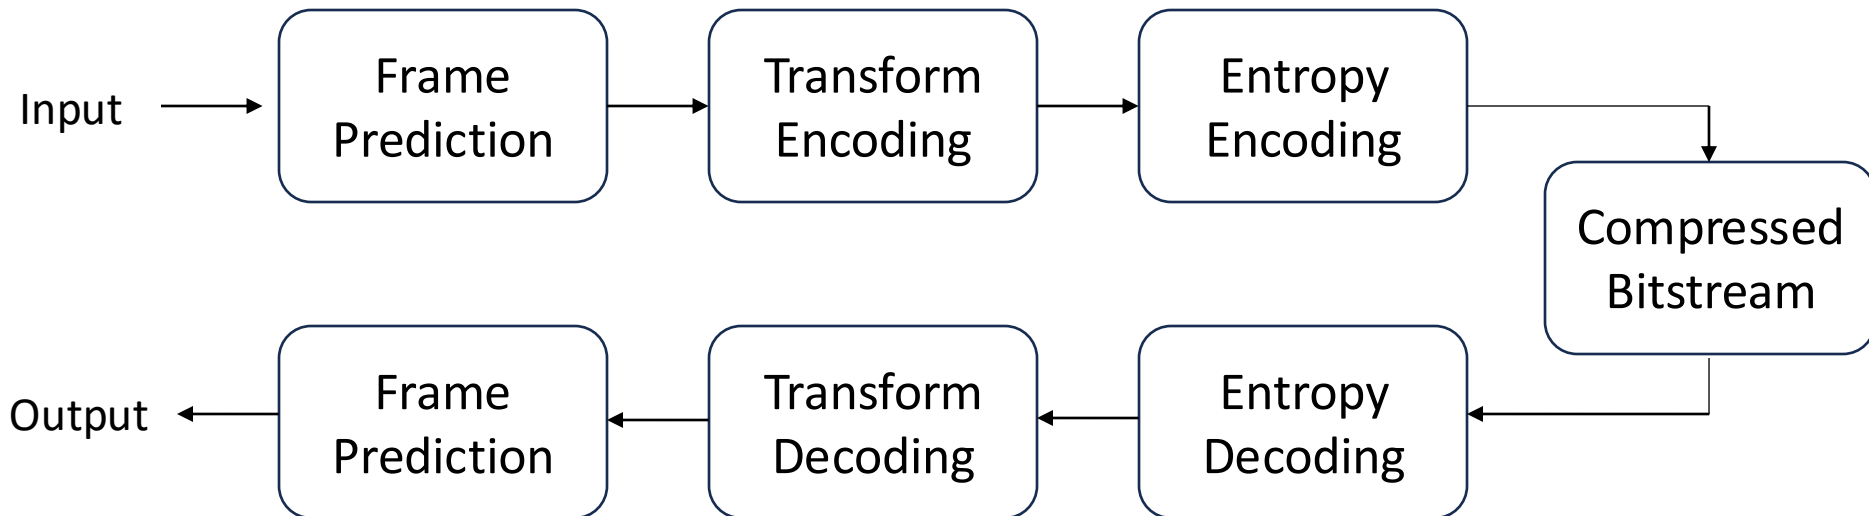 Input
Frame
Prediction
Transform
Encoding
Entropy
Encoding
Compressed
Bitstream
Output
Frame
Prediction
Transform
Decoding
Entropy
Decoding